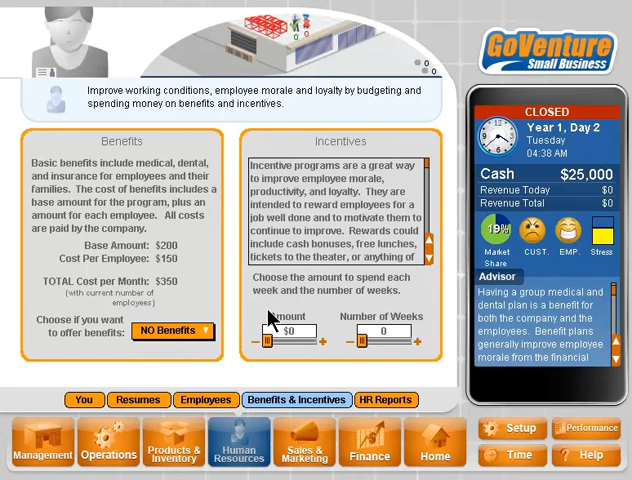 0
0
0
0
GoVenture
Small Business
Improve working conditions, employee morale and loyalty by budgeting and
spending money on benefits and incentives.
Benefits
Basic benefits include medical, dental,
and insurance for employees and their
families. The cost of benefits includes a
base amount for the program, plus an
amount for each employee. All costs
are paid by the company.
Base Amount: $200
Cost Per Employee: $150
TOTAL Cost per Month: $350
(with current number of
employees)
Choose if you want
to offer benefits:
NO Benefits
Incentives
Incentive programs are a great way
to improve employee morale,
productivity, and loyalty. They are
intended to reward employees for a
job well done and to motivate them to
continue to perform. Rewards could
include cash bonuses, free lunches,
tickets to the theater, or anything of
Choose the amount to spend each
week and the number of weeks.
Amount
$0
Number of Weeks
0
CLOSED
Year 1, Day 2
Tuesday
04:38 AM
Cash $25,000
Revenue Today $0
Revenue Total $0
19%
Market
Share
CUST.
EMP.
Stress
Advisor
Having a group medical and
dental plan is a benefit for
both the company and the
employees. Benefit plans
generally improve employee
morale from the financial
You
Resumes
Employees
Benefits & Incentives
HR Reports
Management
Operations
Products &
Inventory
Human
Resources
Sales &
Marketing
Finance
Home
Setup
Performance
Time
Help